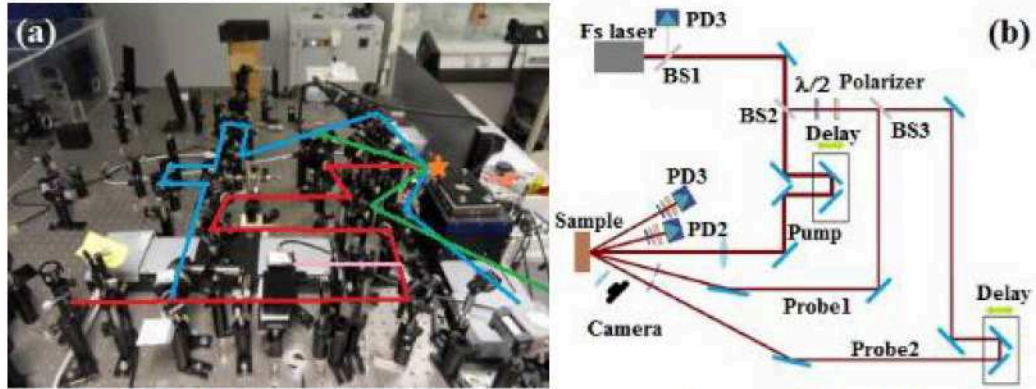 (a)
PD3
(b)
Fs laser
BS1
λ/2
Polarizer
BS2
BS3
Delay
PD3
Sample
PD2
Pump
Delay
Probe1
Camera
Probe2